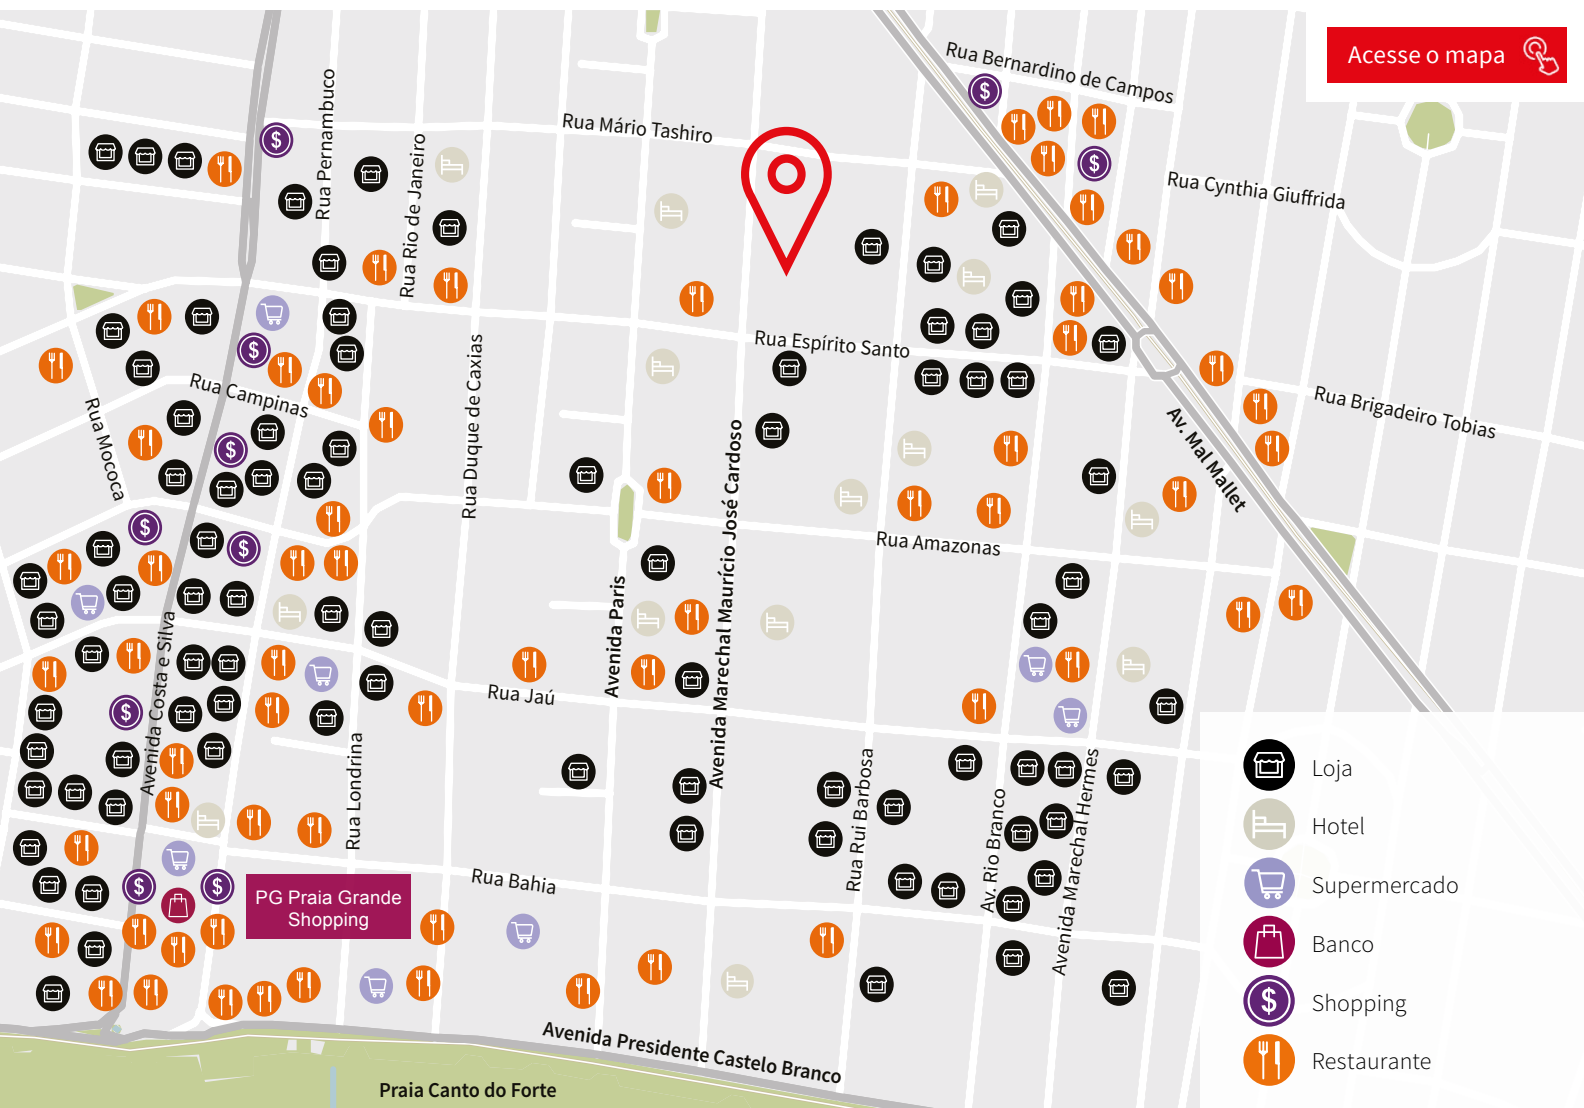 Acesse o mapa
Rua Bernardino de Campos
Rua Mário Tashiro
Rua Pernambuco
Rua Rio de Janeiro
Rua Cynthia Giuffrida
Rua Espírito Santo
Rua Duque de Caxias
Rua Campinas
Rua Mococa
Rua Brigadeiro Tobias
Av. Mal Mallet
Avenida Marechal Maurício José Cardoso
Rua Amazonas
Avenida Paris
Avenida Costa e Silva
Rua Jaú
Rua Londrina
Rua Rui Barbosa
Av. Rio Branco
Avenida Marechal Hermes
Rua Bahia
PG Praia Grande
Shopping
Avenida Presidente Castelo Branco
Praia Canto do Forte
Loja
Hotel
Supermercado
Banco
$ Shopping
Restaurante